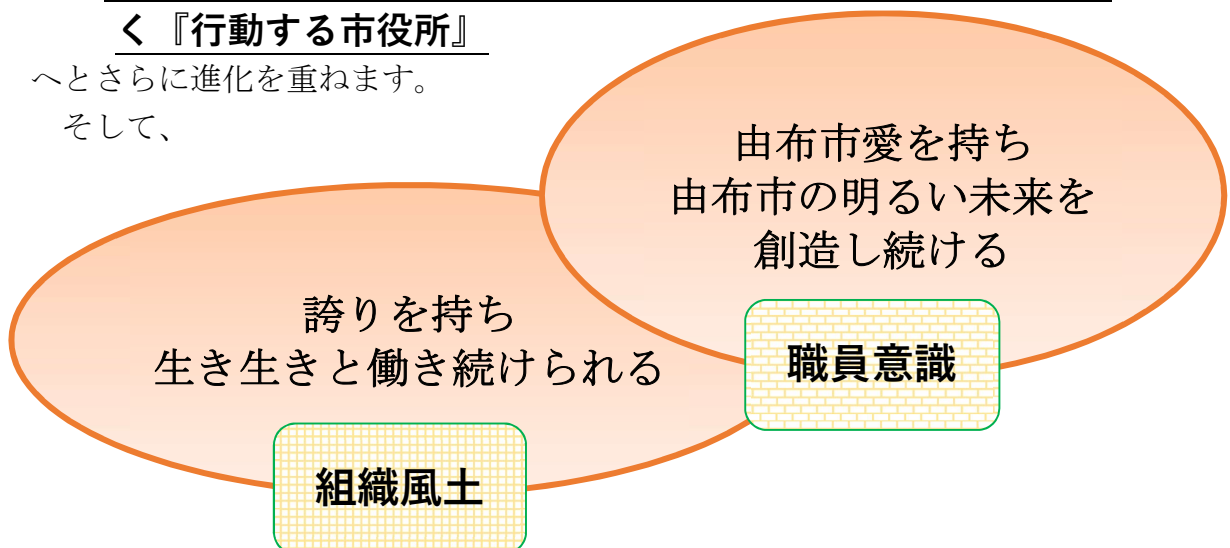 く『行動する市役所』
へとさらに進化を重ねます。
そして、
由布市愛を持ち
由布市の明るい未来を
創造し続ける
職員意識
誇りを持ち
生き生きと働き続けられる
組織風土